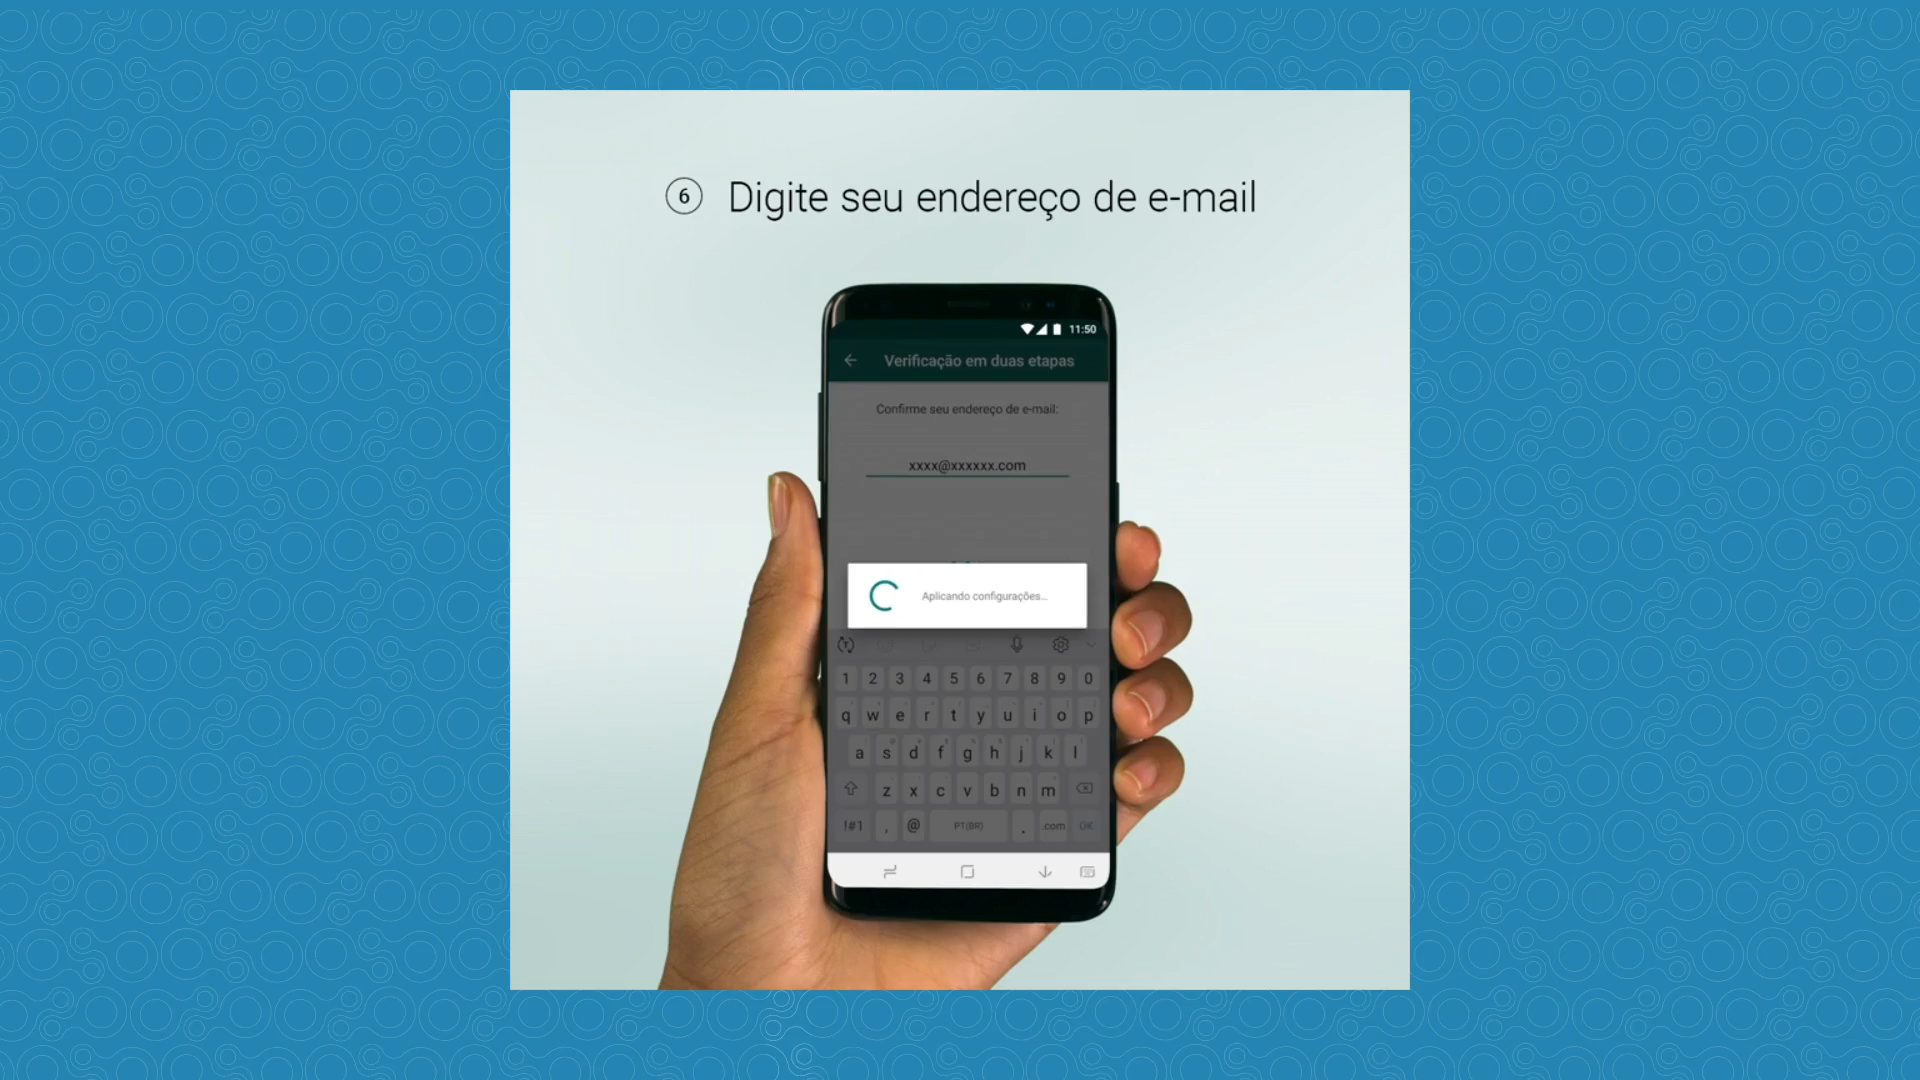 6 Digite seu endereço de e-mail
11:50
Verificação em duas etapas
Confirme seu endereço de e-mail:
xxxx@xxxxxx.com
Aplicando configurações...
1 2 3 4 5 6 7 8 9 0
q w e r t y u i o p
a s d f g h j k l
z x c v b n m
!#1 , @ PT(BR) . .com OK